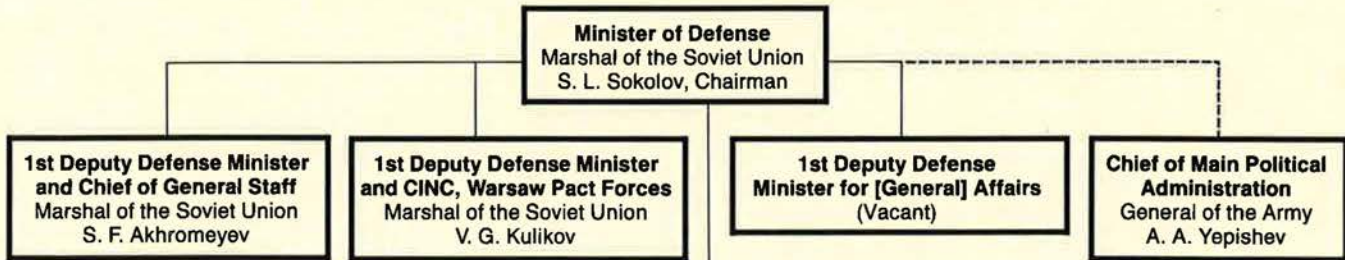 Minister of Defense
Marshal of the Soviet Union
S. L. Sokolov, Chairman
1st Deputy Defense Minister
and Chief of General Staff
Marshal of the Soviet Union
S. F. Akhromeyev
1st Deputy Defense Minister
and CINC, Warsaw Pact Forces
Marshal of the Soviet Union
V. G. Kulikov
1st Deputy Defense
Minister for [General] Affairs
(Vacant)
Chief of Main Political
Administration
General of the Army
A. A. Yepishev